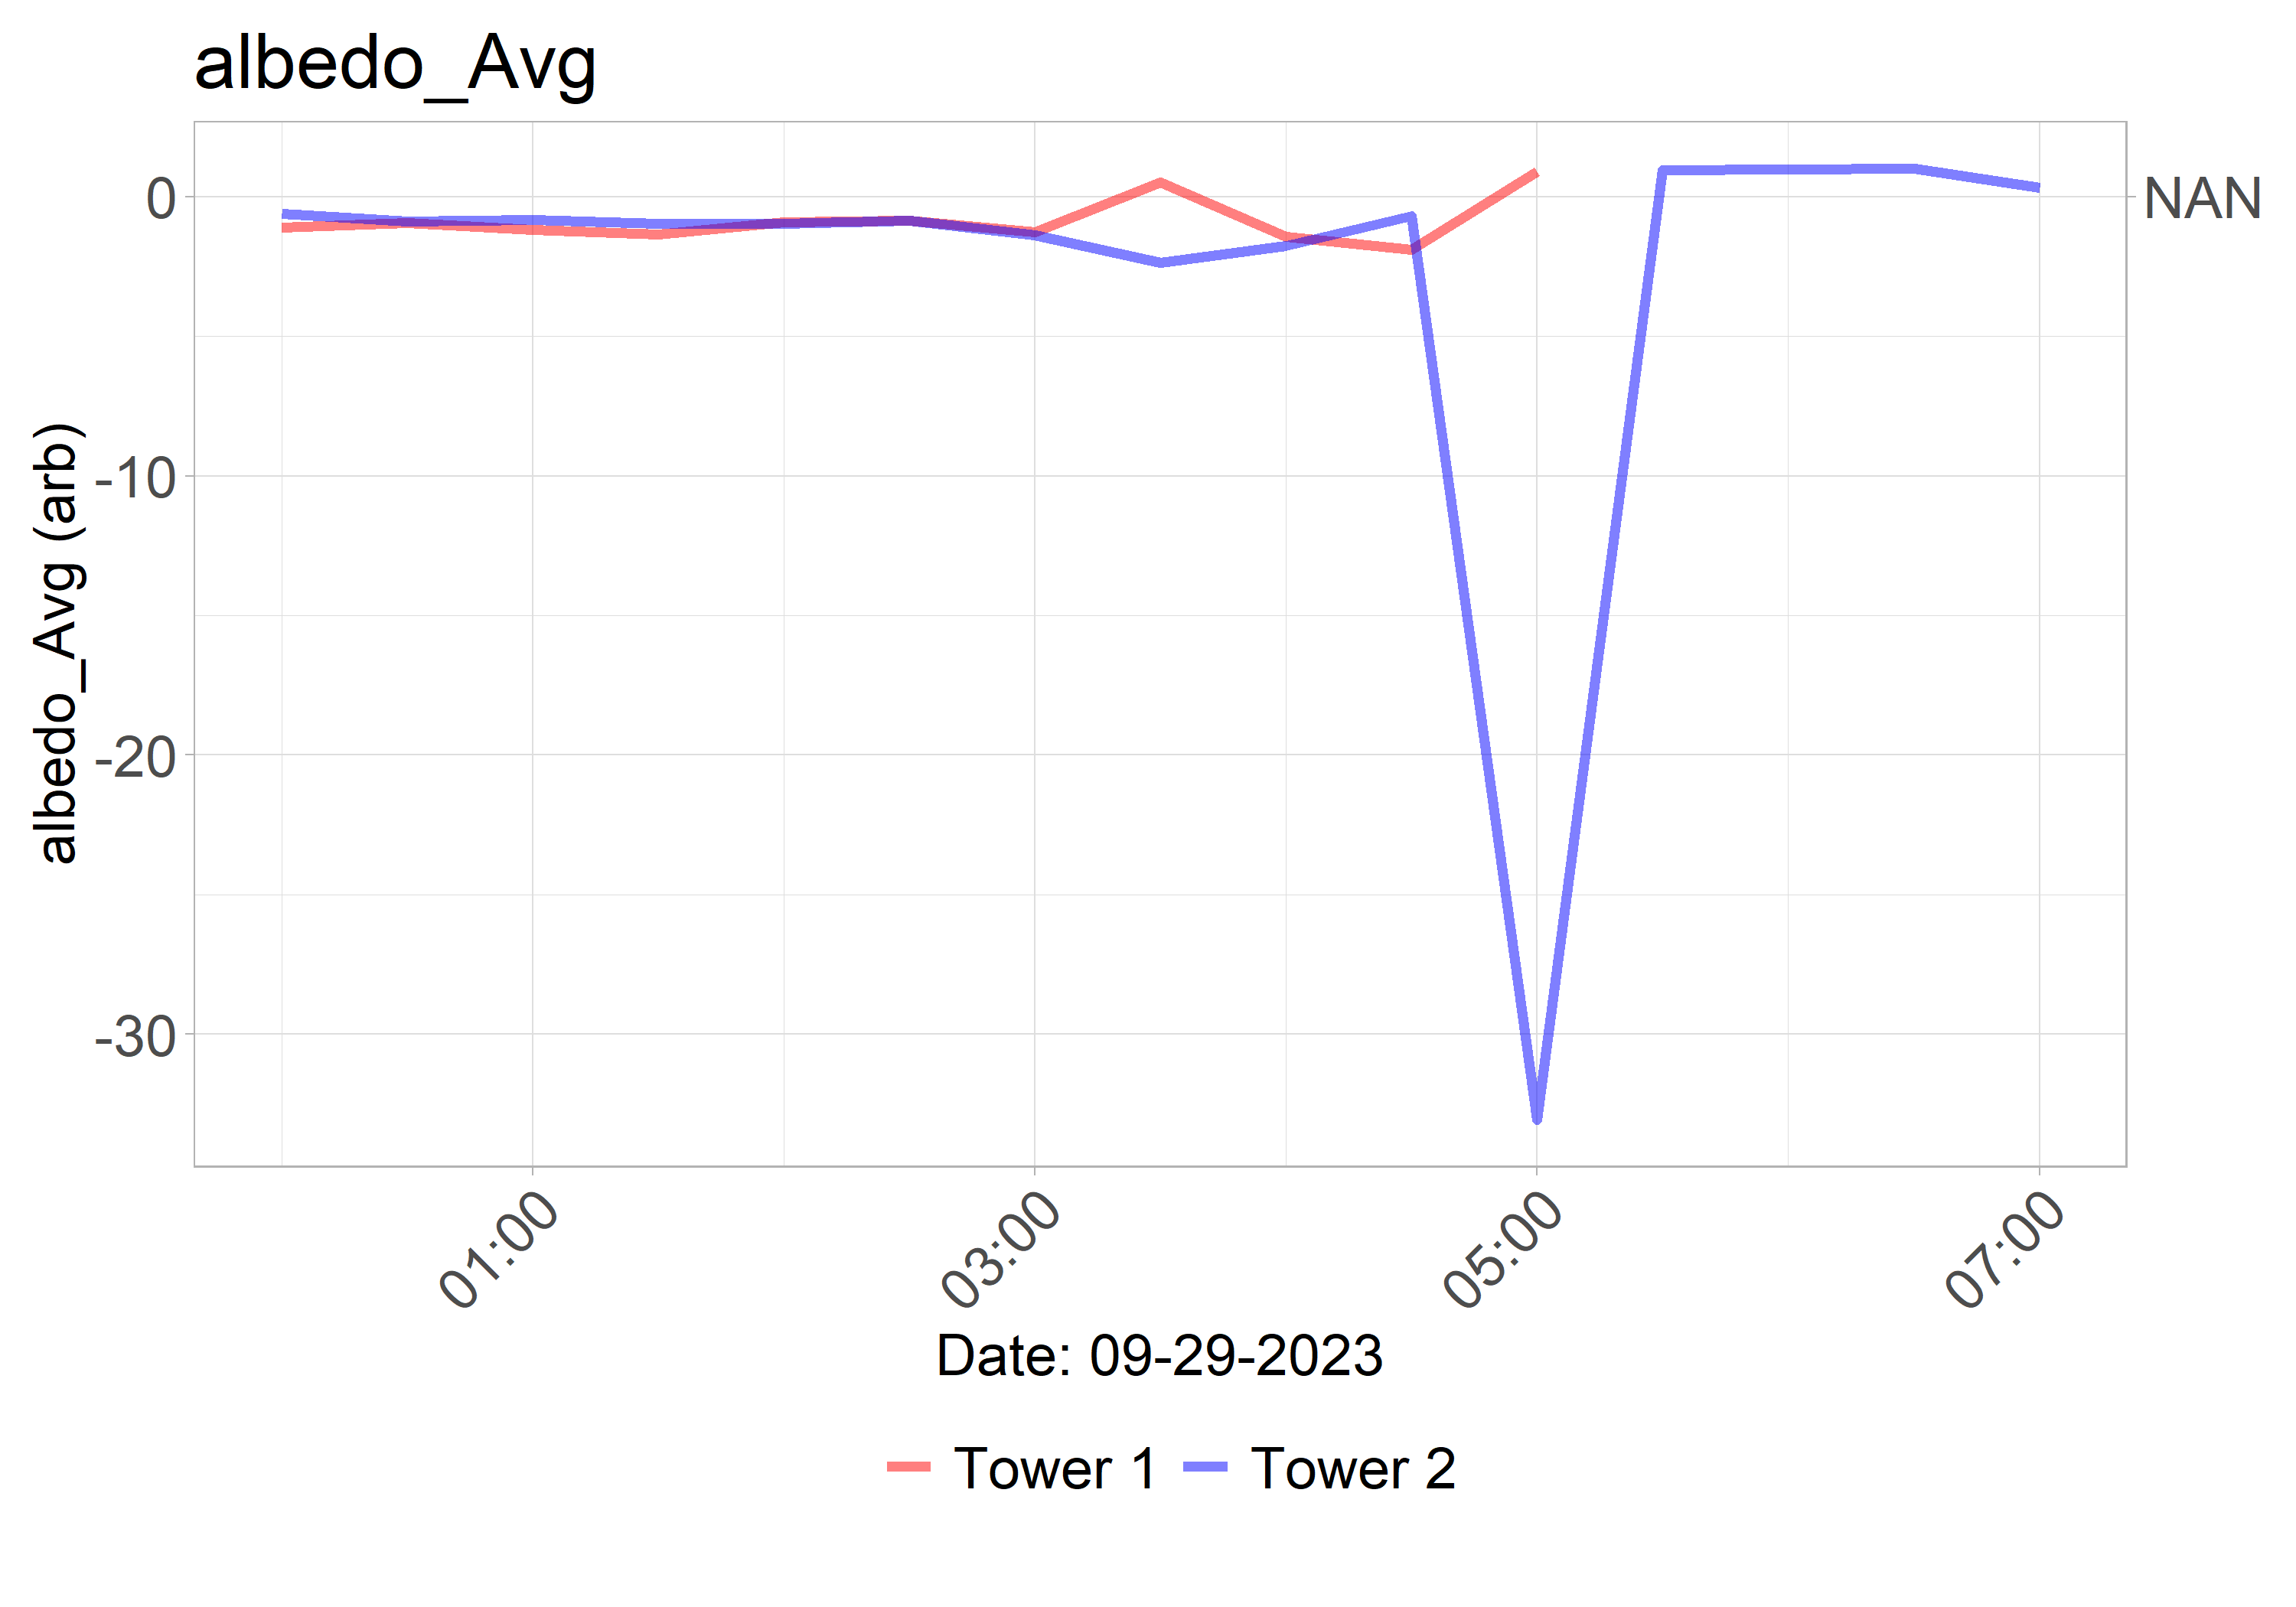 albedo_Avg
albedo_Avg (arb)
0
-10
-20
-30
NAN
01:00
03:00
05:00
07:00
Date: 09-29-2023
Tower 1
Tower 2